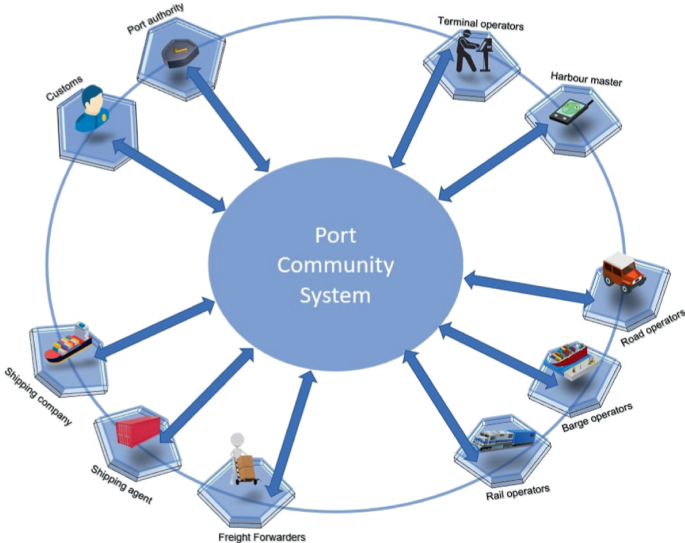 Port authority
Terminal operators
Customs
Harbour master
Port
Community
System
Road operators
Shipping company
Barge operators
Shipping agent
Rail operators
Freight Forwarders